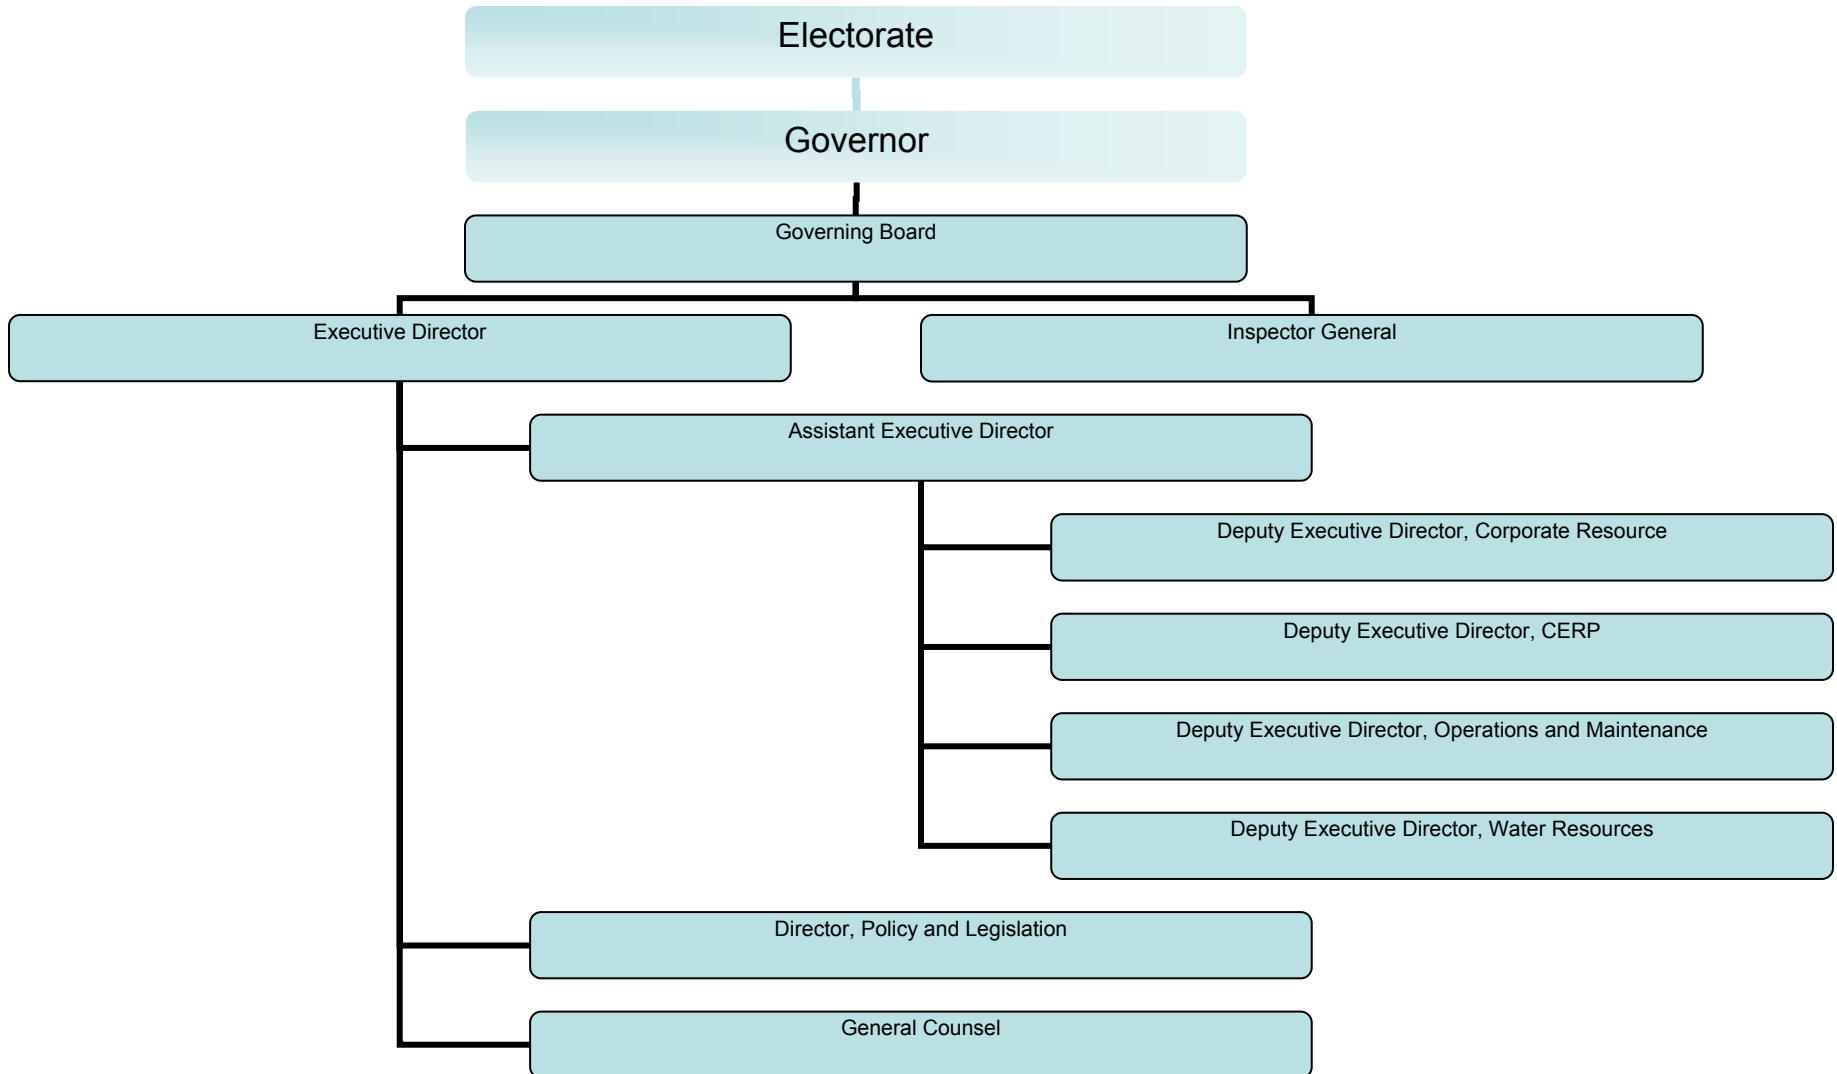 Electorate
Governor
Governing Board
Executive Director
Inspector General
Assistant Executive Director
Deputy Executive Director, Corporate Resource
Deputy Executive Director, CERP
Deputy Executive Director, Operations and Maintenance
Deputy Executive Director, Water Resources
Director, Policy and Legislation
General Counsel